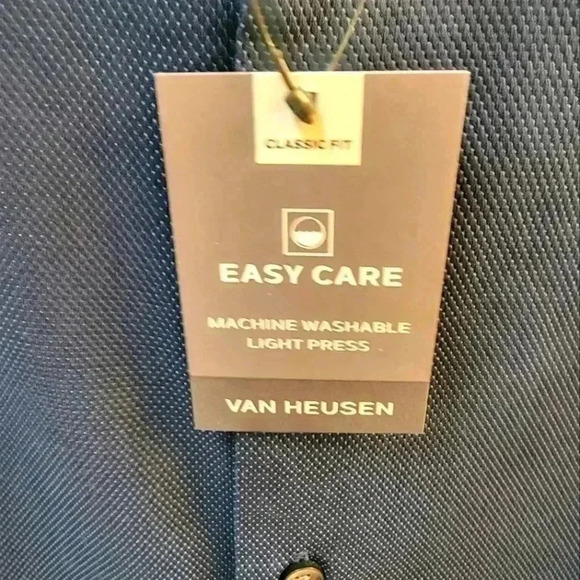 CLASSIC FIT
EASY CARE
MACHINE WASHABLE
LIGHT PRESS
VAN HEUSEN